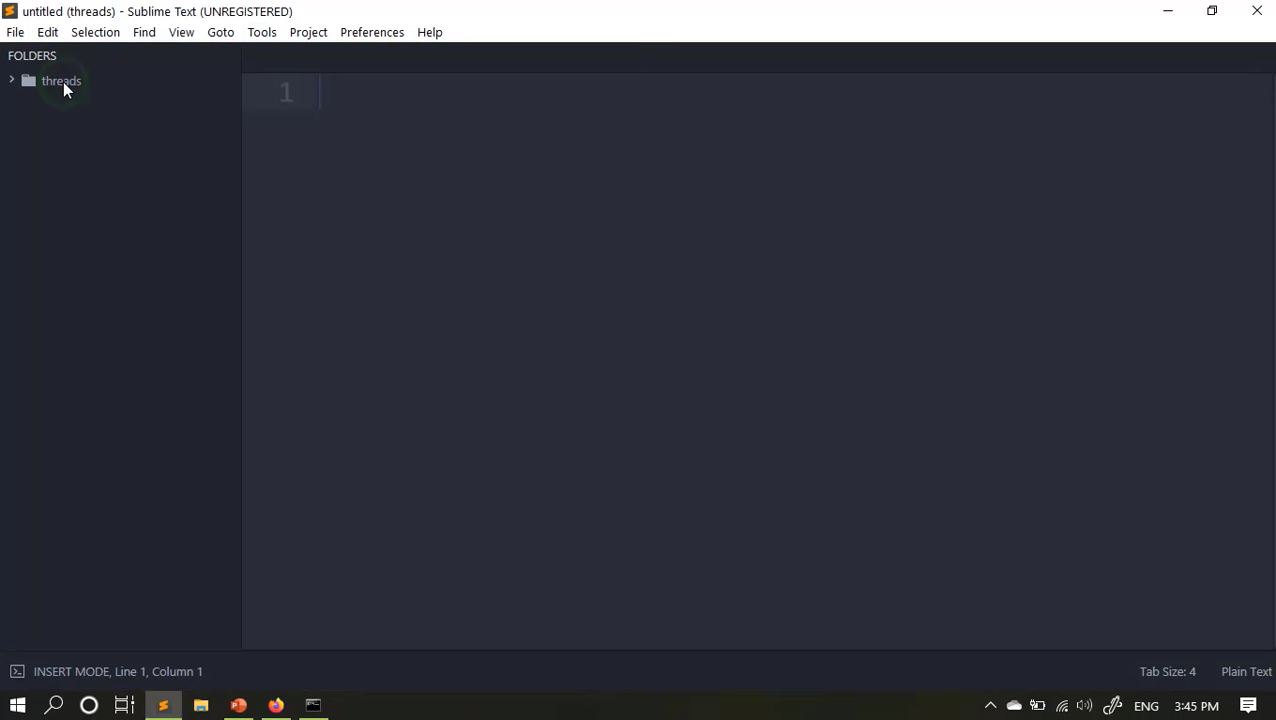 untitled (threads) - Sublime Text (UNREGISTERED)
File Edit Selection Find View Goto Tools Project Preferences Help
FOLDERS
threads
1
INSERT MODE, Line 1, Column 1
Tab Size: 4
Plain Text
ENG
3:45 PM